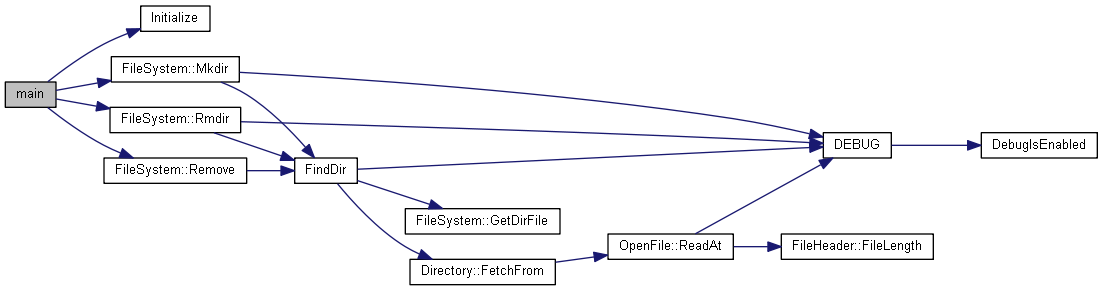 Initialize
FileSystem::Mkdir
main
FileSystem::Rmdir
DEBUG
DebugIsEnabled
FileSystem::Remove
FindDir
FileSystem::GetDirFile
OpenFile::ReadAt
FileHeader::FileLength
Directory::FetchFrom